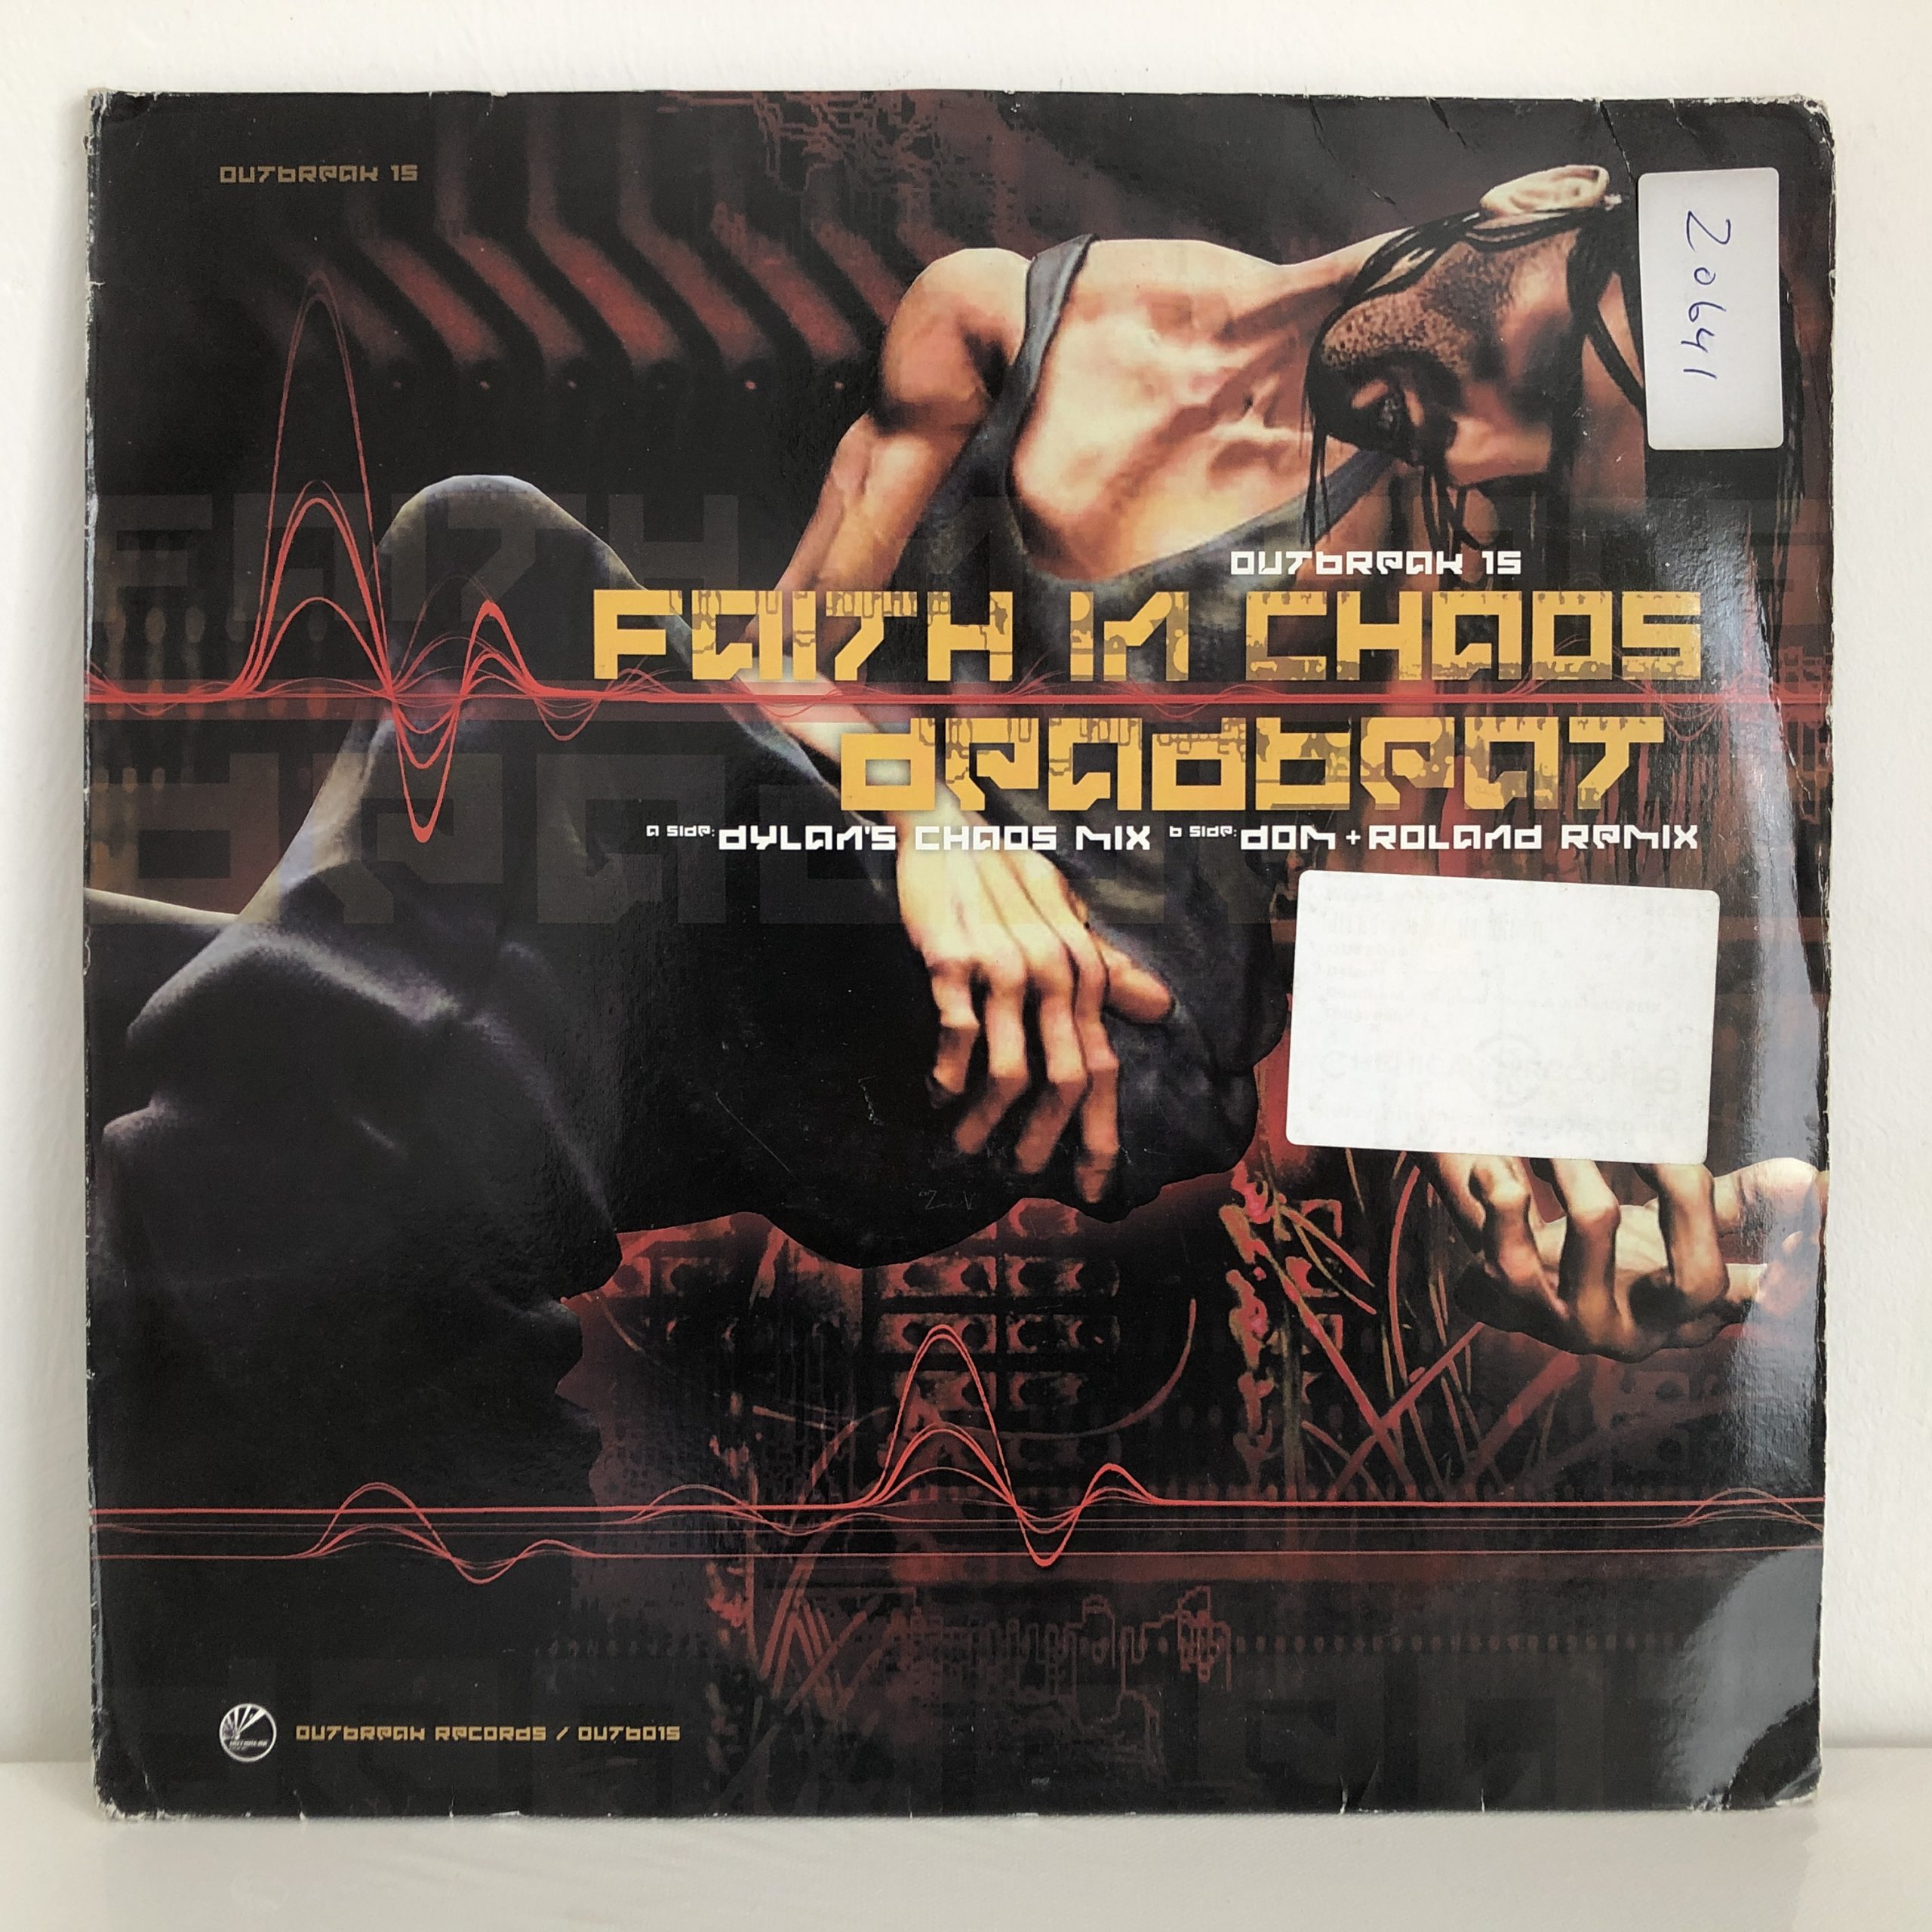 OUTBREAK 15
20641
OUTBREAK 15
FAITH IN CHAOS
DEADBEAT
A SIDE: DYLAN'S CHAOS MIX B SIDE: DOM + ROLAND REMIX
OUTBREAK RECORDS / OUTB015